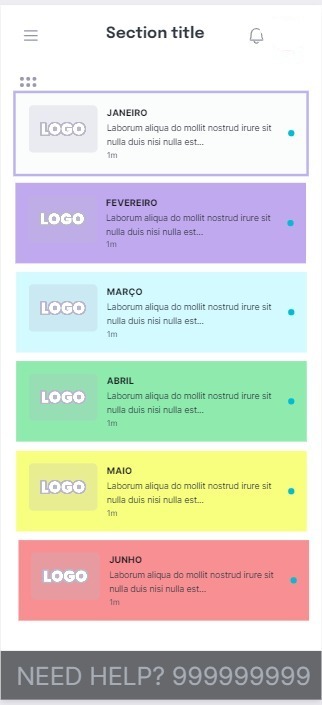 Section title
LOGO
JANEIRO
Laborum aliqua do mollit nostrud irure sit
nulla duis nisi nulla est...
1m
LOGO
FEVEREIRO
Laborum aliqua do mollit nostrud irure sit
nulla duis nisi nulla est...
1m
LOGO
MARÇO
Laborum aliqua do mollit nostrud irure sit
nulla duis nisi nulla est...
1m
LOGO
ABRIL
Laborum aliqua do mollit nostrud irure sit
nulla duis nisi nulla est...
1m
LOGO
MAIO
Laborum aliqua do mollit nostrud irure sit
nulla duis nisi nulla est...
1m
LOGO
JUNHO
Laborum aliqua do mollit nostrud irure sit
nulla duis nisi nulla est...
1m
NEED HELP? 999999999